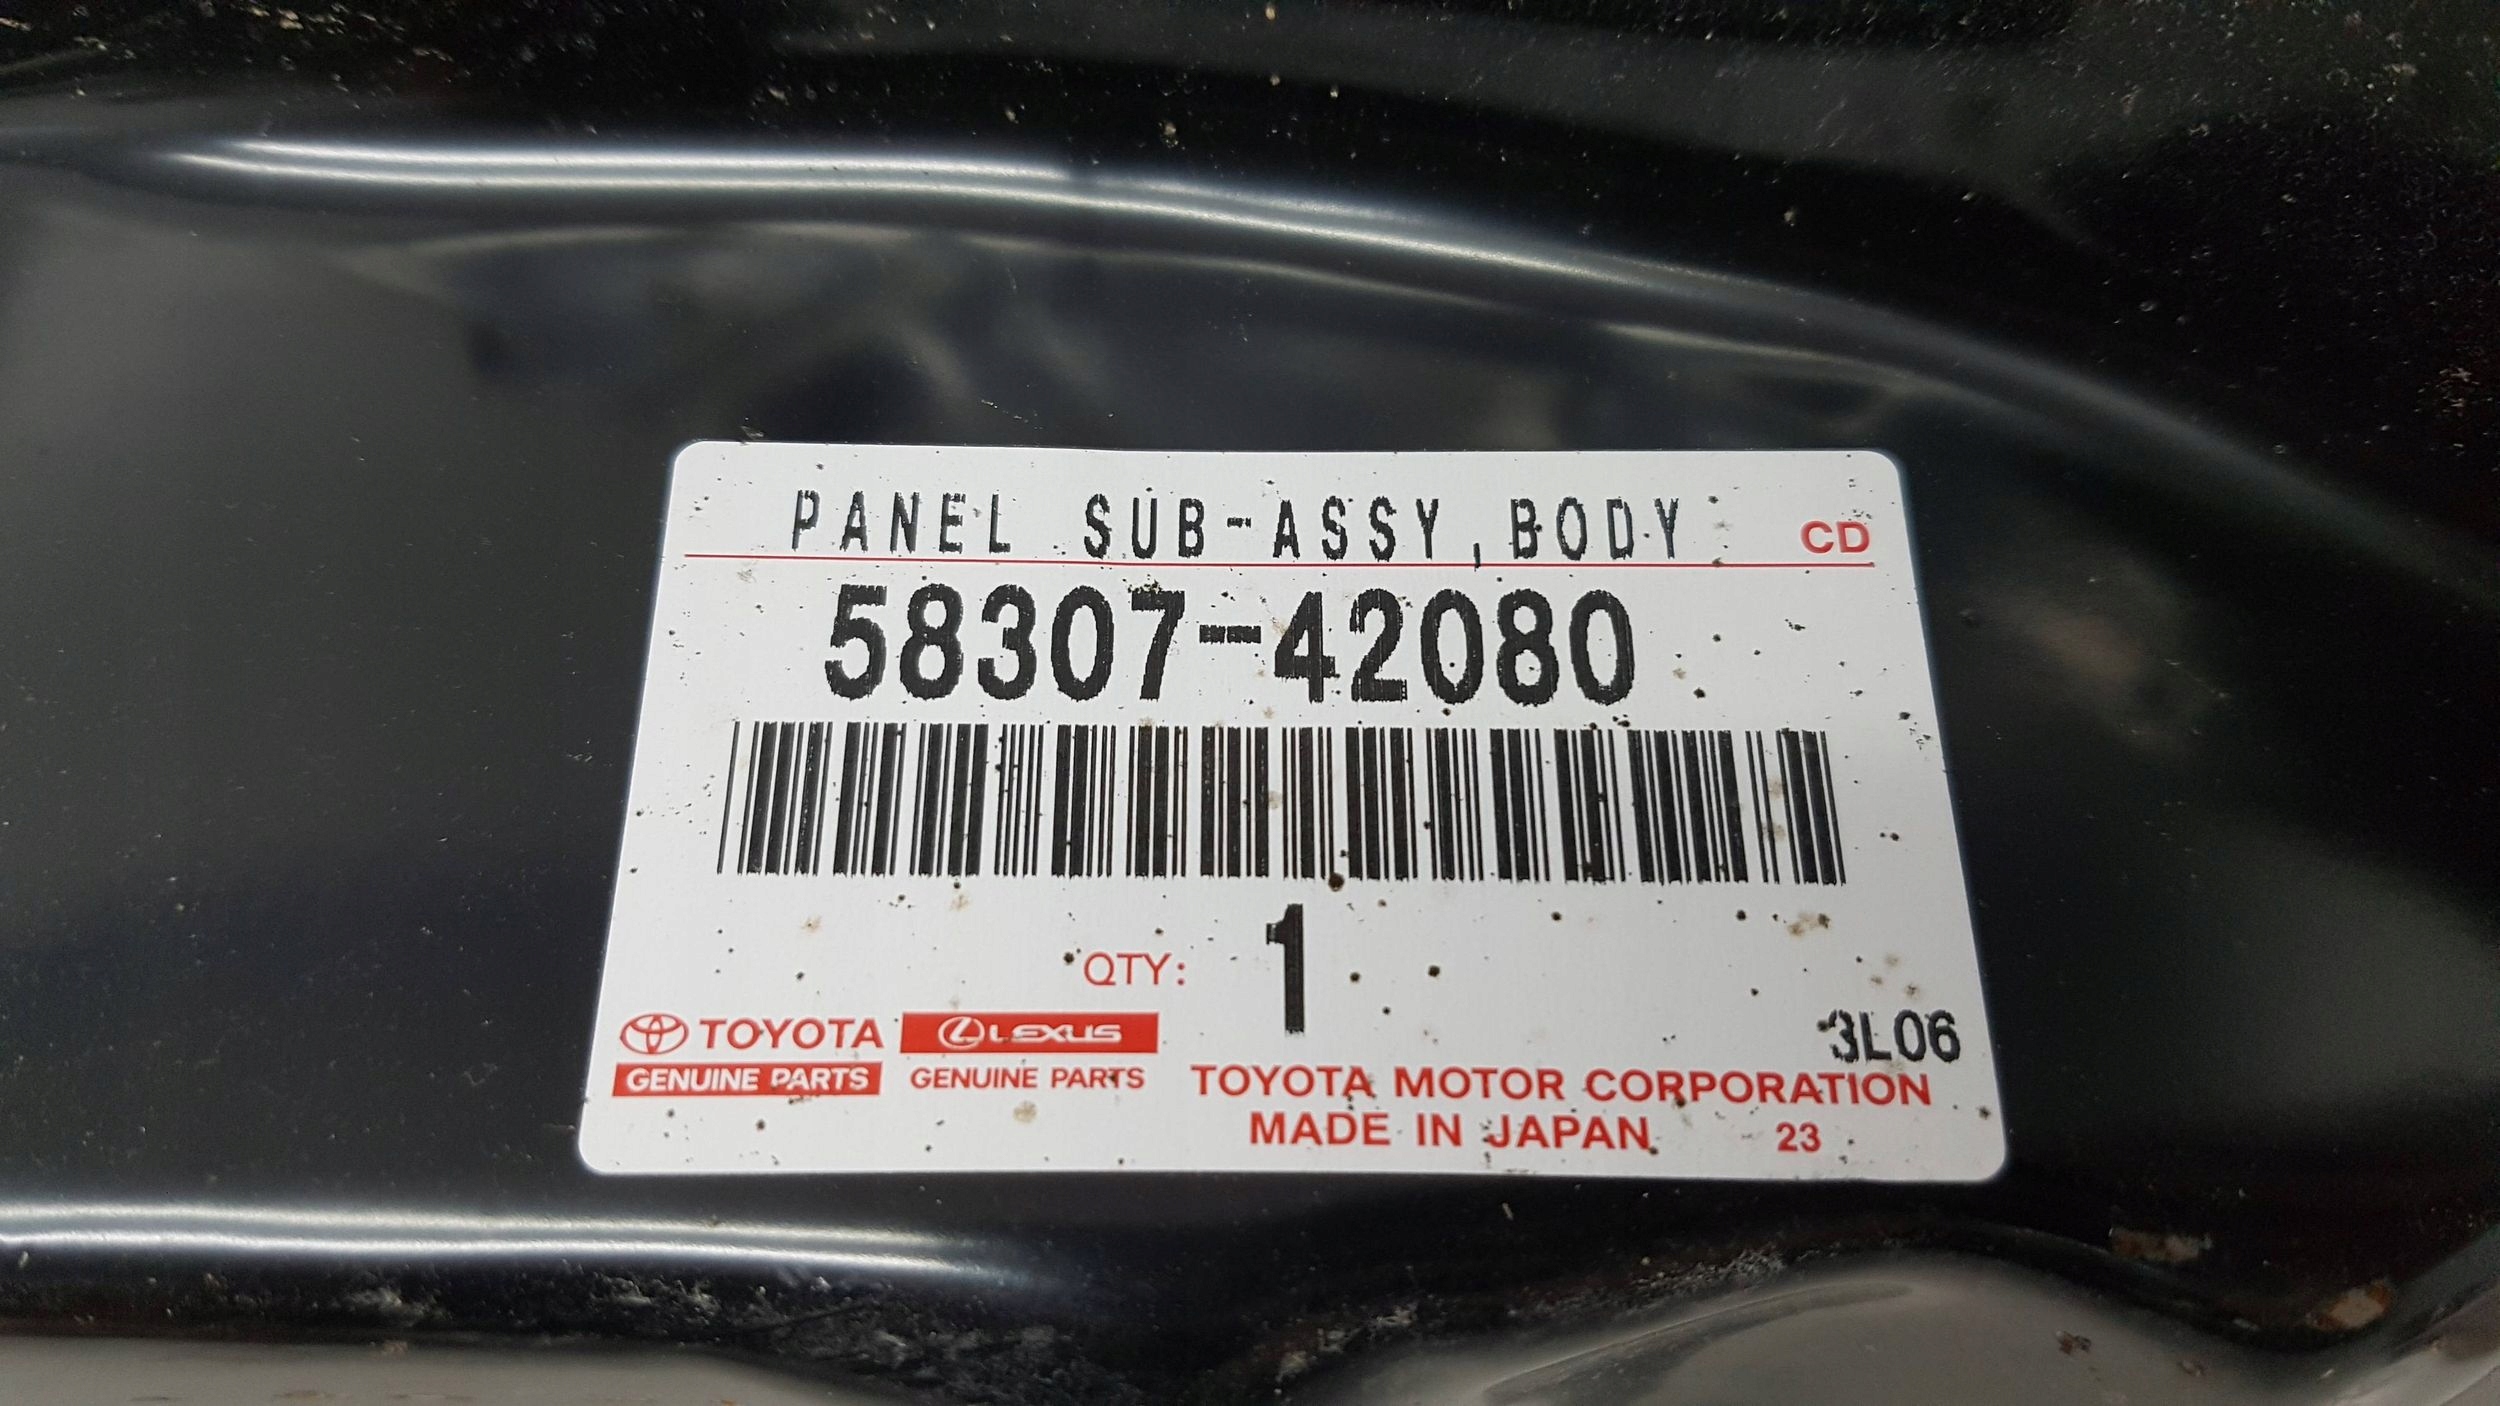 PANEL SUB-ASSY,BODY CD
58307-42080
QTY: 1
3L06
TOYOTA LEXUS
GENUINE PARTS GENUINE PARTS TOYOTA MOTOR CORPORATION
MADE IN JAPAN 23